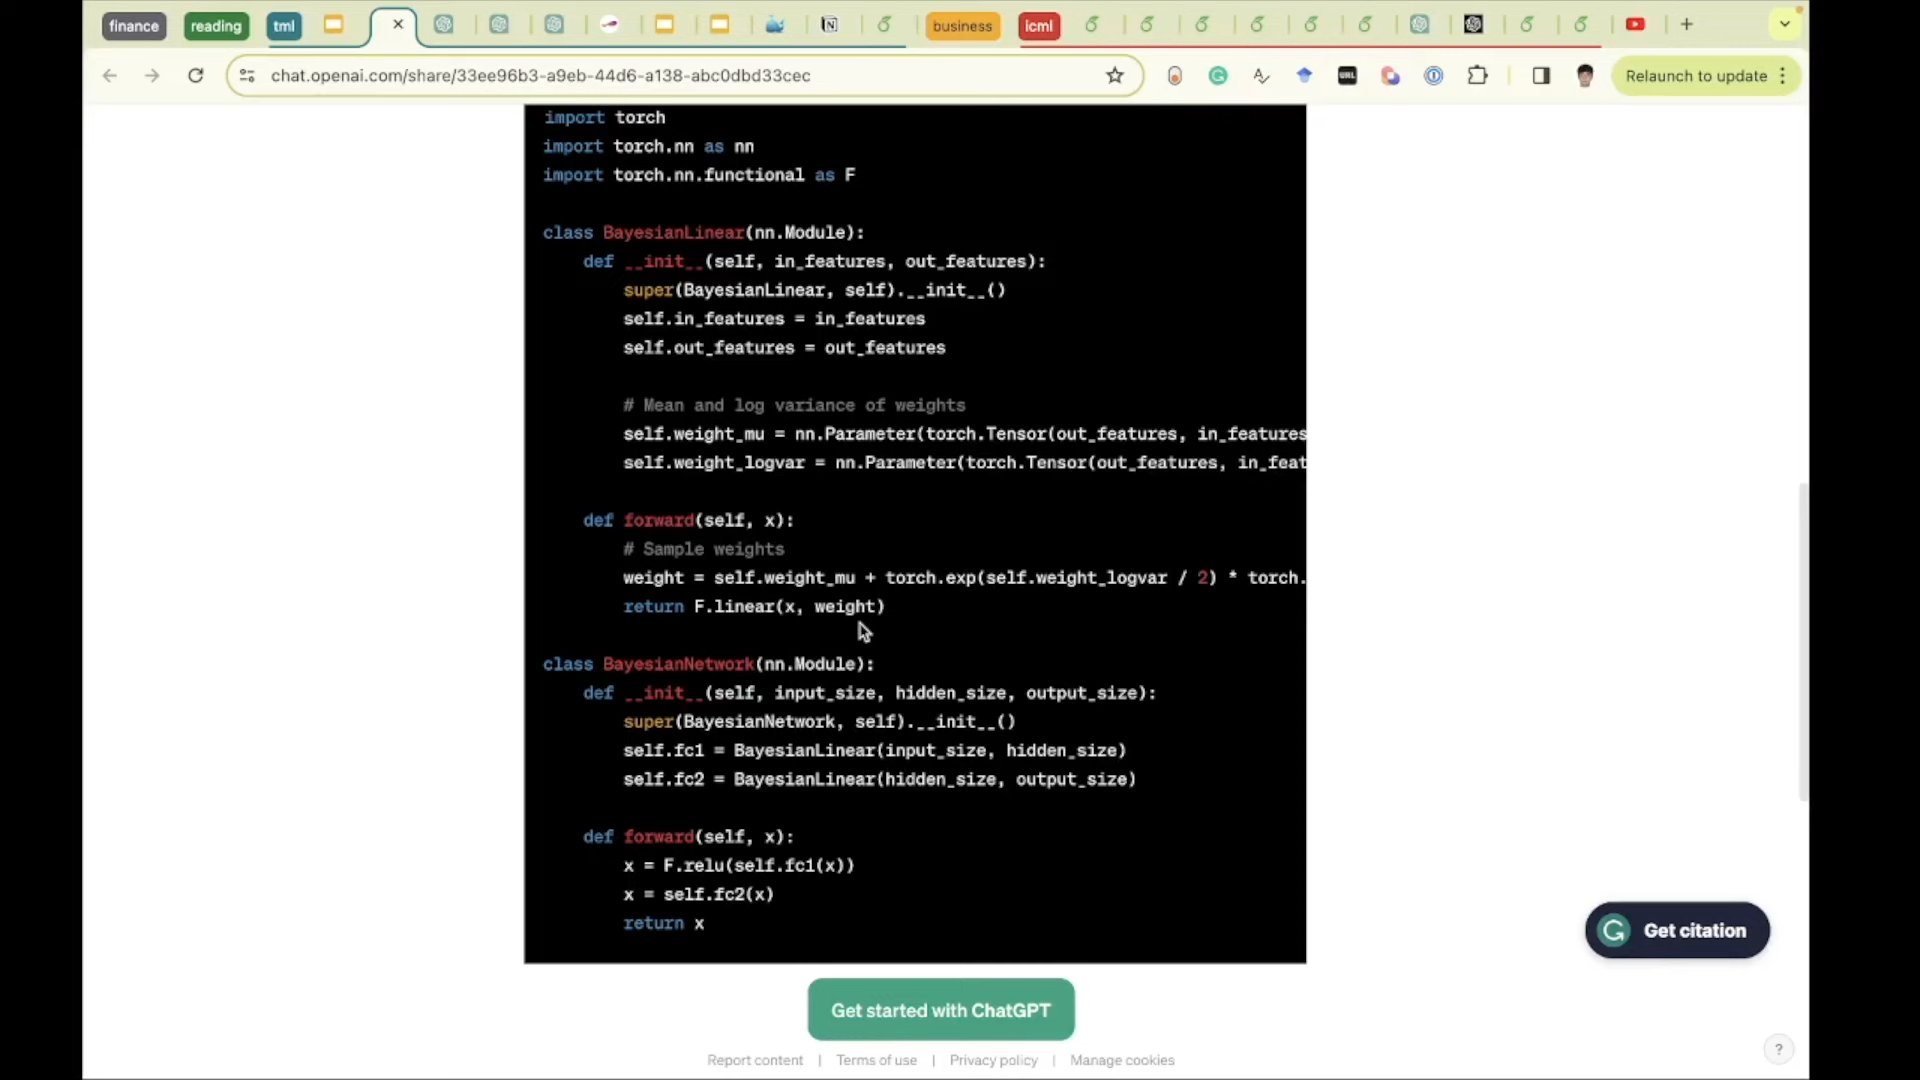 finance
reading
tml
business
icml
chat.openai.com/share/33ee96b3-a9eb-44d6-a138-abc0dbd33cec
URL
Relaunch to update
import torch
import torch.nn as nn
import torch.nn.functional as F
class BayesianLinear(nn.Module):
def __init__(self, in_features, out_features):
super(BayesianLinear, self).__init__()
self.in_features = in_features
self.out_features = out_features
# Mean and log variance of weights
self.weight_mu = nn.Parameter(torch.Tensor(out_features, in_features
self.weight_logvar = nn.Parameter(torch.Tensor(out_features, in_feat
def forward(self, x):
# Sample weights
weight = self.weight_mu + torch.exp(self.weight_logvar / 2) * torch.
return F.linear(x, weight)
class BayesianNetwork(nn.Module):
def __init__(self, input_size, hidden_size, output_size):
super(BayesianNetwork, self).__init__()
self.fc1 = BayesianLinear(input_size, hidden_size)
self.fc2 = BayesianLinear(hidden_size, output_size)
def forward(self, x):
x = F.relu(self.fc1(x))
x = self.fc2(x)
return x
Get citation
Get started with ChatGPT
Report content | Terms of use | Privacy policy | Manage cookies
?